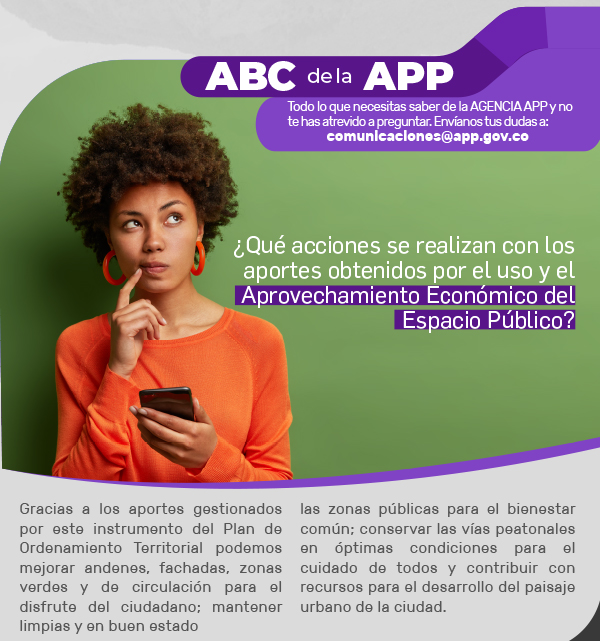 ABC de la APP
Todo lo que necesitas saber de la AGENCIA APP y no
te has atrevido a preguntar. Envíanos tus dudas a:
comunicaciones@app.gov.co
¿Qué acciones se realizan con los
aportes obtenidos por el uso y el
Aprovechamiento Económico del
Espacio Público?
Gracias a los aportes gestionados
por este instrumento del Plan de
Ordenamiento Territorial podemos
mejorar andenes, fachadas, zonas
verdes y de circulación para el
disfrute del ciudadano; mantener
limpias y en buen estado
las zonas públicas para el bienestar
común; conservar las vías peatonales
en óptimas condiciones para el
cuidado de todos y contribuir con
recursos para el desarrollo del paisaje
urbano de la ciudad.